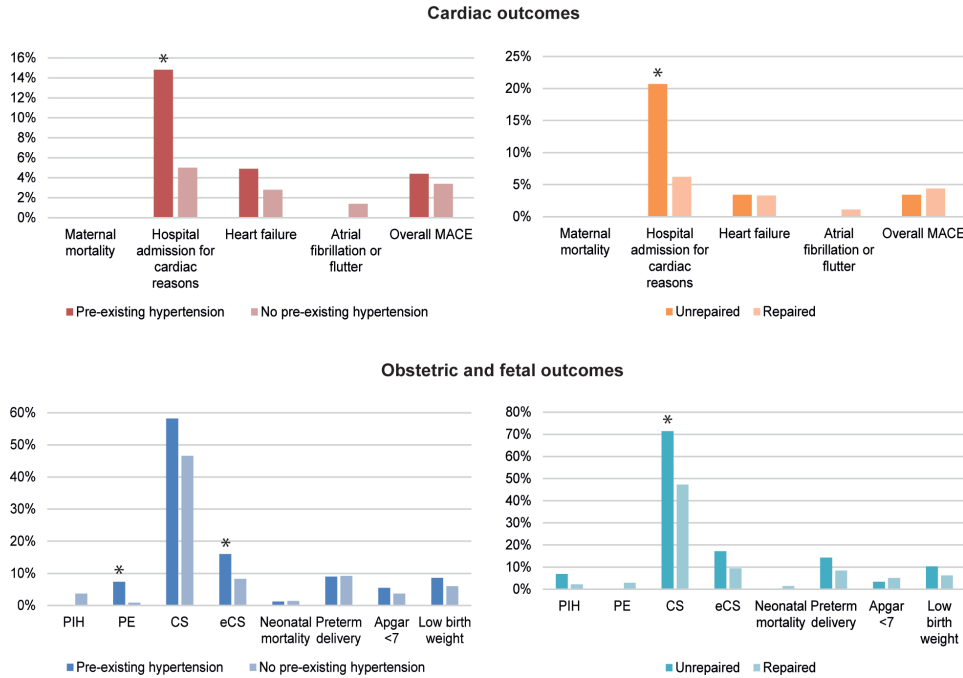 Cardiac outcomes
16%
14%
12%
10%
8%
6%
4%
2%
0%
*
Maternal
mortality
Hospital
admission for
cardiac
reasons
Heart failure
Atrial
fibrillation or
flutter
Overall MACE
Pre-existing hypertension
No pre-existing hypertension
25%
20%
15%
10%
5%
0%
*
Maternal
mortality
Hospital
admission for
cardiac
reasons
Heart failure
Atrial
fibrillation or
flutter
Overall MACE
Unrepaired
Repaired
Obstetric and fetal outcomes
60%
50%
40%
30%
20%
10%
0%
*
*
PIH
PE
CS
eCS
Neonatal
mortality
Preterm
delivery
Apgar
<7
Low birth
weight
Pre-existing hypertension
No pre-existing hypertension
80%
70%
60%
50%
40%
30%
20%
10%
0%
*
PIH
PE
CS
eCS
Neonatal
mortality
Preterm
delivery
Apgar
<7
Low birth
weight
Unrepaired
Repaired